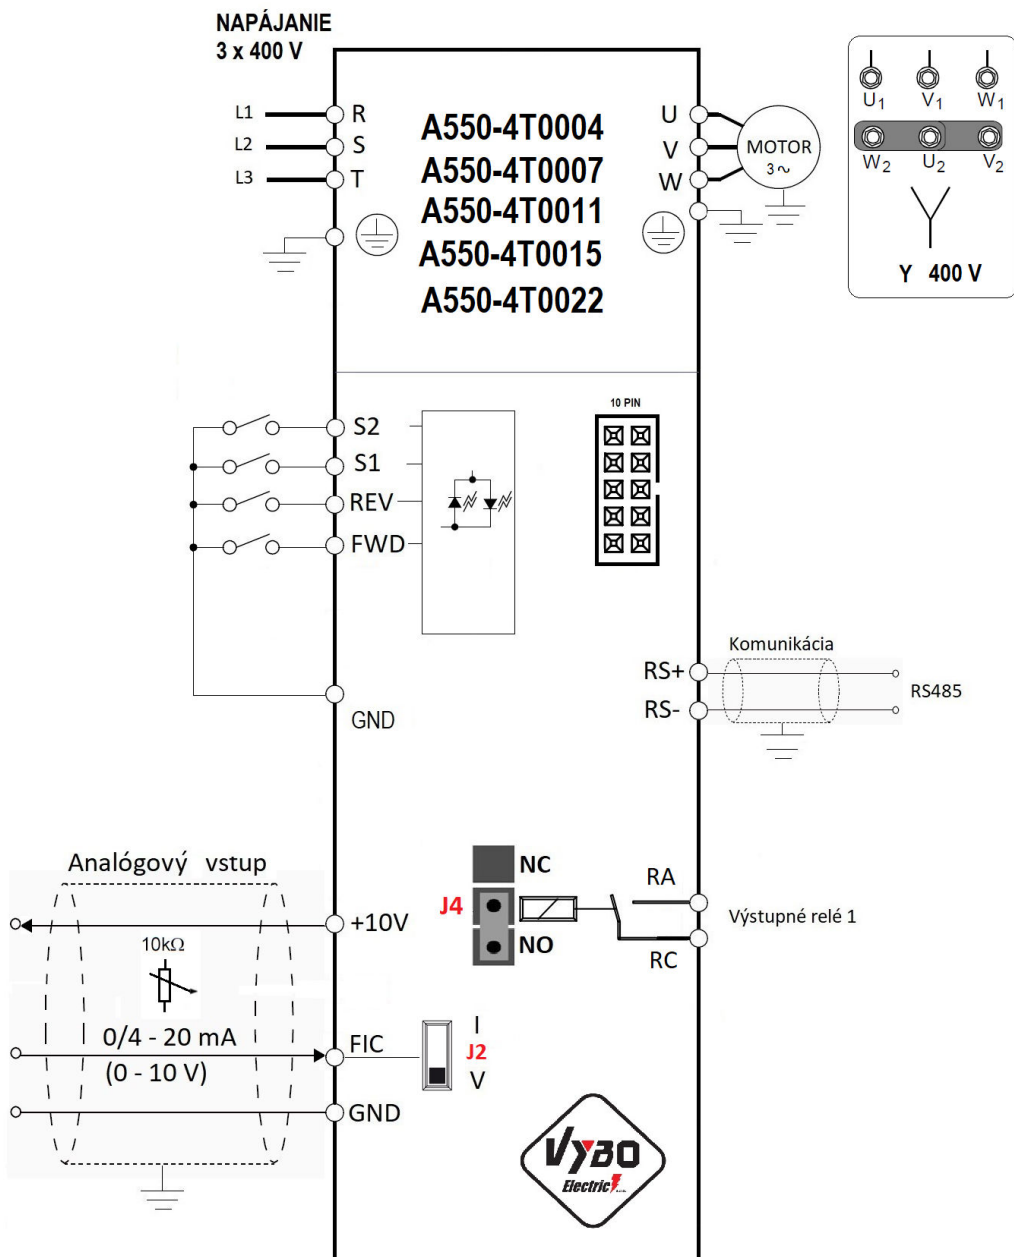 NAPÁJANIE
3 x 400 V
L1
R
L2
S
L3
T
A550-4T0004
A550-4T0007
A550-4T0011
A550-4T0015
A550-4T0022
U
V
W
MOTOR
3 ~
U1 V1 W1
W2 U2 V2
Y 400 V
S2
S1
REV
FWD
GND
10 PIN
Komunikácia
RS+
RS-
RS485
Analógový vstup
+10V
10kΩ
0/4 - 20 mA
(0 - 10 V)
FIC
GND
I
J2
V
NC
J4
NO
RA
RC
Výstupné relé 1
VYBO
Electric